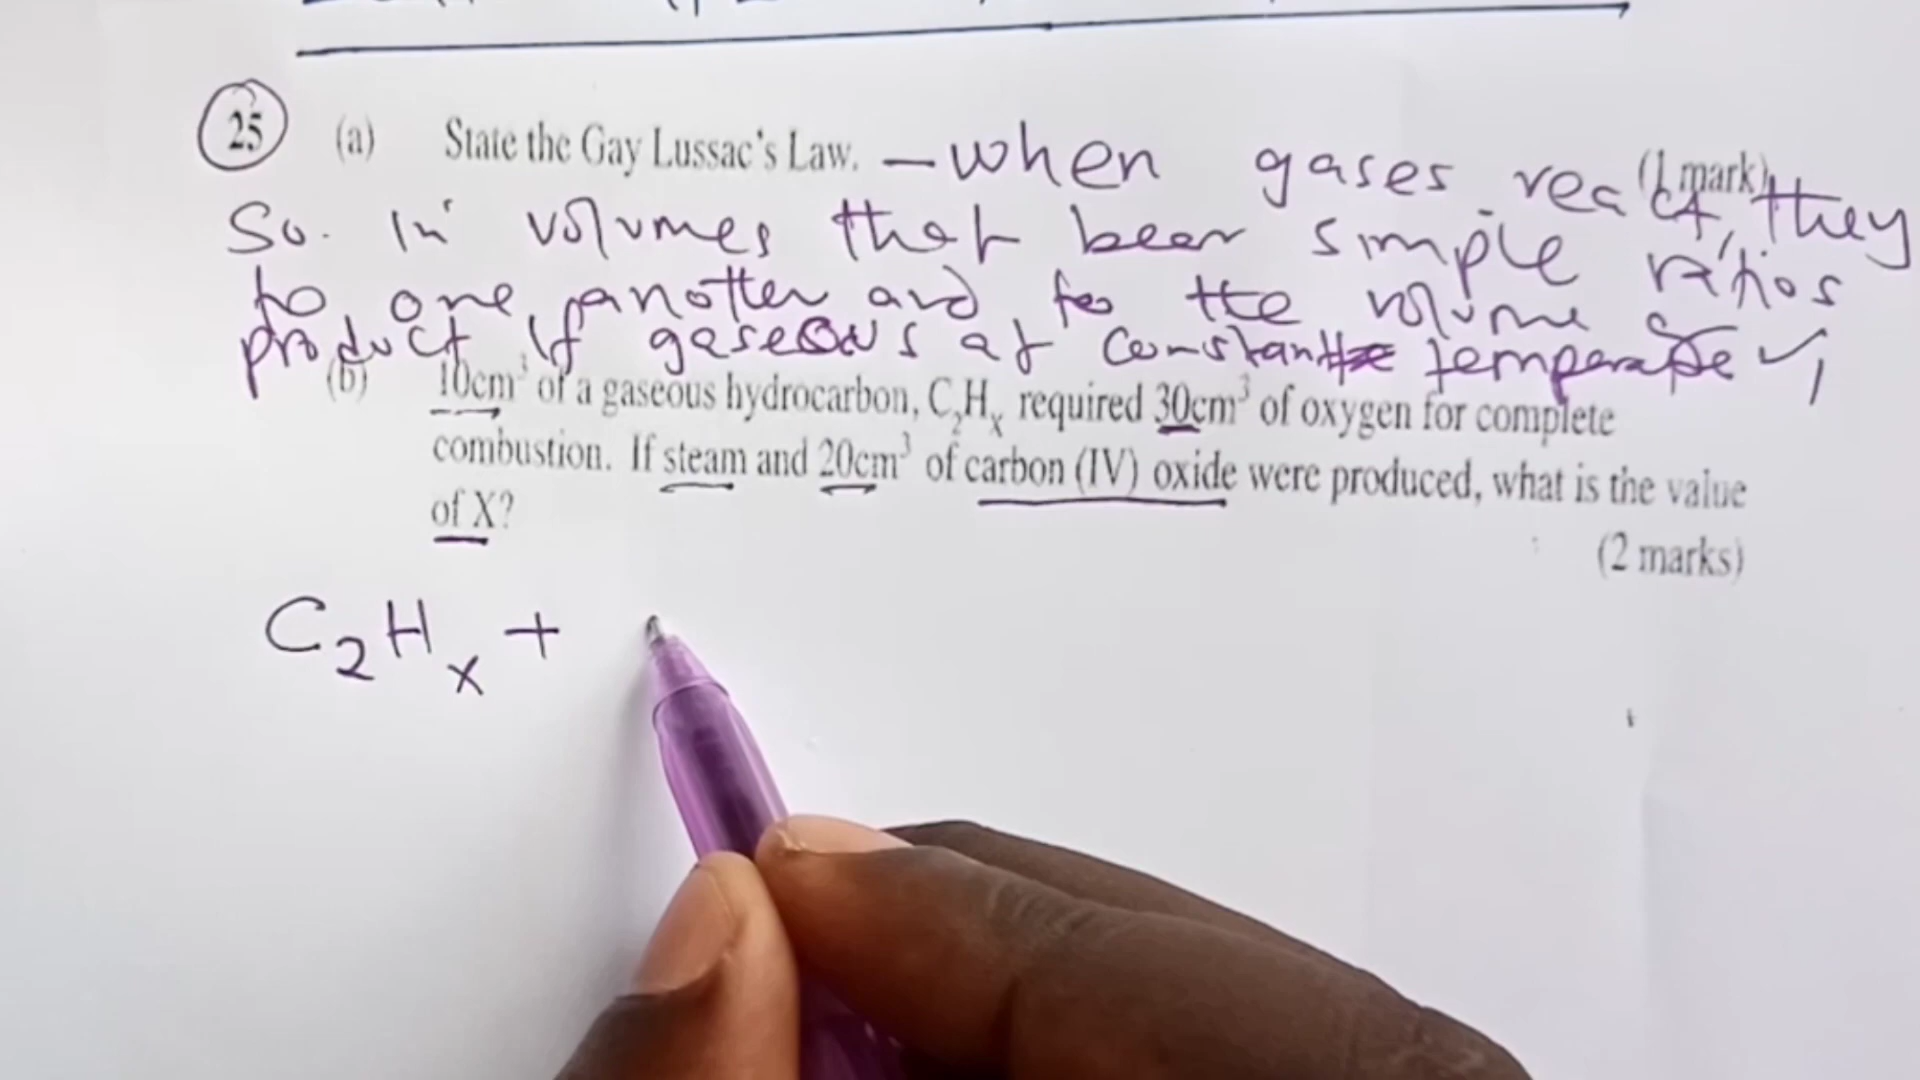 25 (a) State the Gay Lussac's Law. - when gases react, they (1 mark)
so. in volumes that bear simple ratios
to one another and to the volume of
product if gaseous at constant temperature ✓1
(b) 10cm³ of a gaseous hydrocarbon, C₂Hₓ required 30cm³ of oxygen for complete
combustion. If steam and 20cm³ of carbon (IV) oxide were produced, what is the value
of X?
(2 marks)
C₂Hₓ +